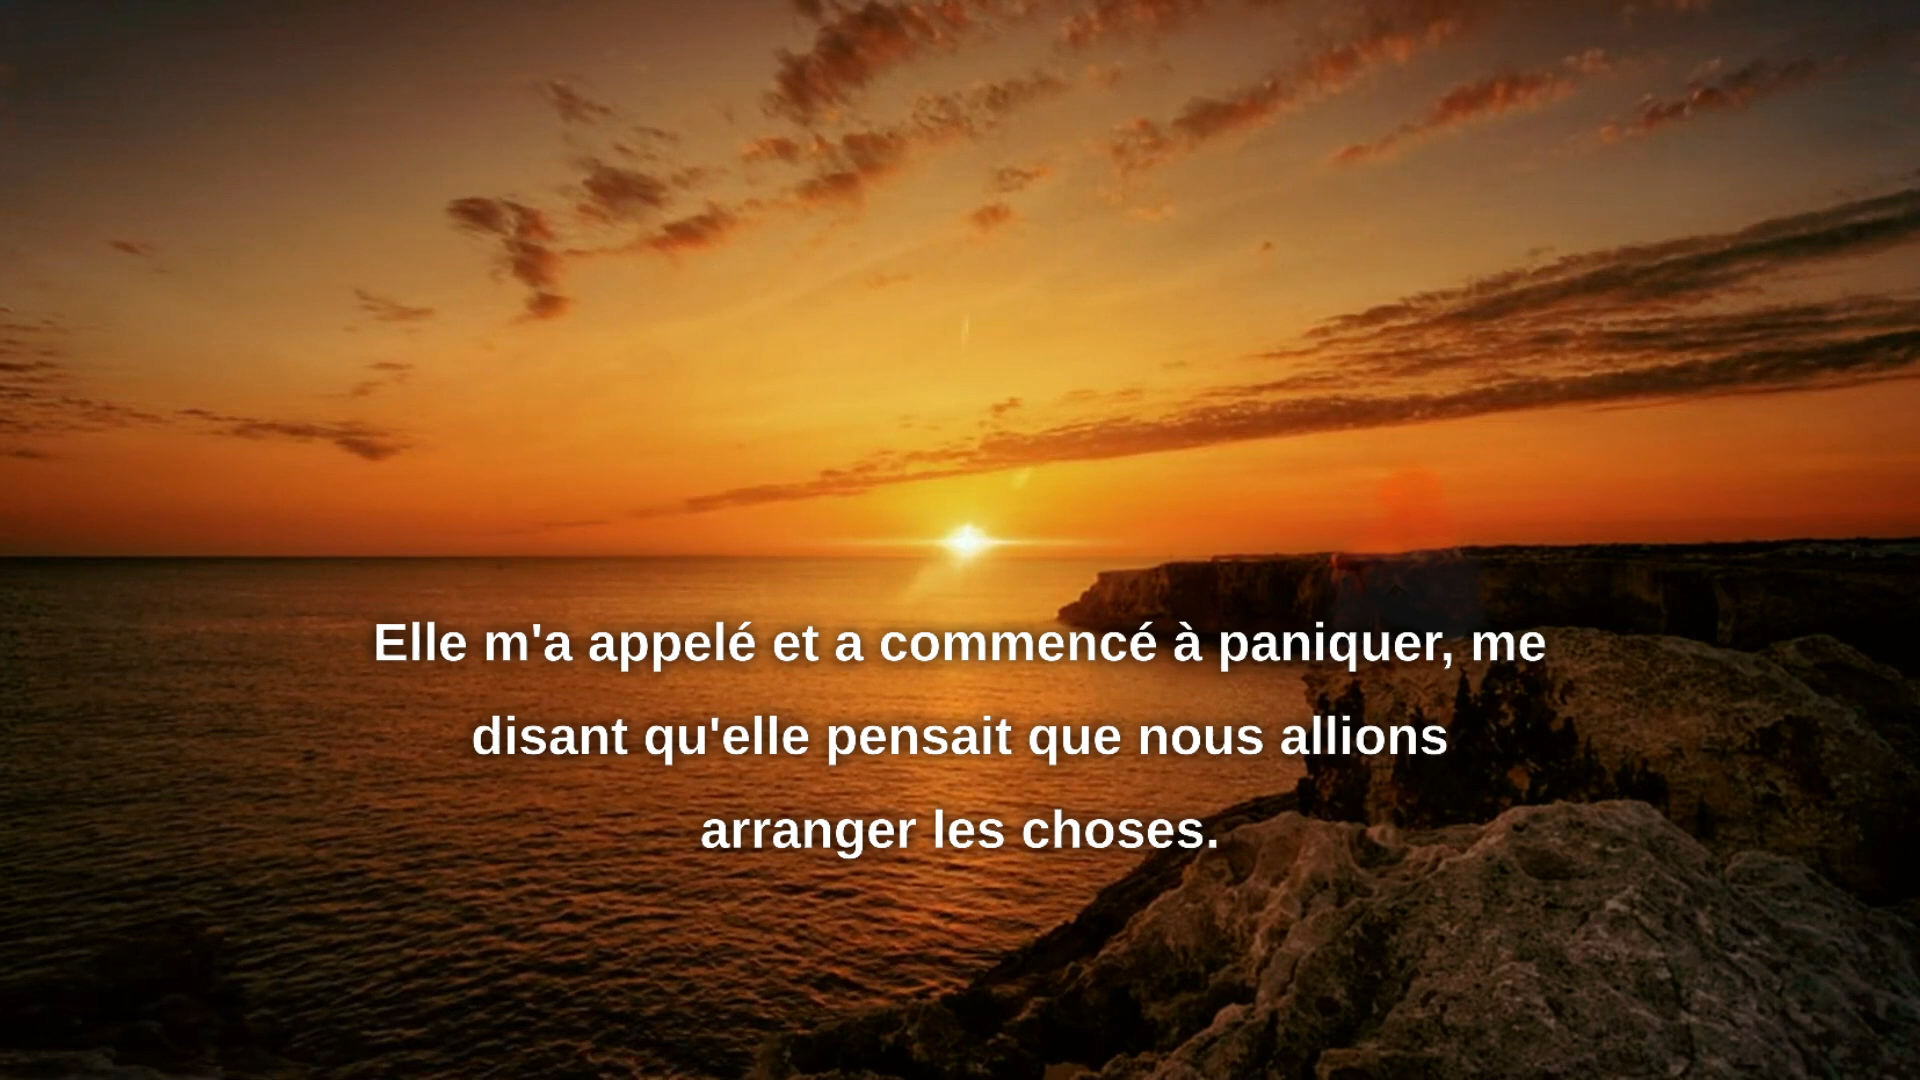 Elle m'a appelé et a commencé à paniquer, me
disant qu'elle pensait que nous allions
arranger les choses.